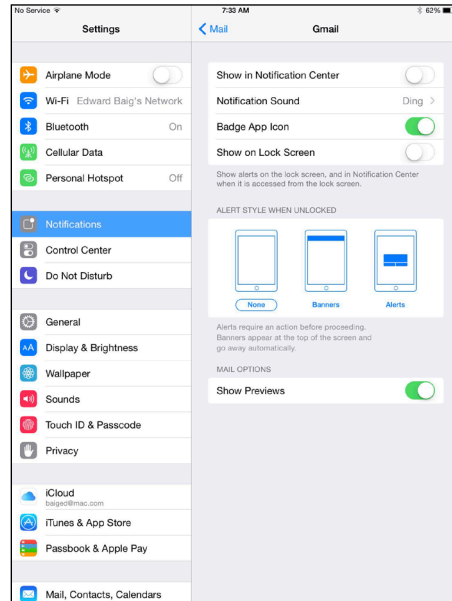 No Service 7:33 AM 62%
Settings
Airplane Mode
Wi-Fi Edward Baig's Network
Bluetooth On
Cellular Data
Personal Hotspot Off
Notifications
Control Center
Do Not Disturb
General
AA Display & Brightness
Wallpaper
Sounds
Touch ID & Passcode
Privacy
iCloud
baiged@mac.com
iTunes & App Store
Passbook & Apple Pay
Mail, Contacts, Calendars
Mail Gmail
Show in Notification Center
Notification Sound Ding
Badge App Icon
Show on Lock Screen
Show alerts on the lock screen, and in Notification Center
when it is accessed from the lock screen.
ALERT STYLE WHEN UNLOCKED
None Banners Alerts
Alerts require an action before proceeding.
Banners appear at the top of the screen and
go away automatically.
MAIL OPTIONS
Show Previews